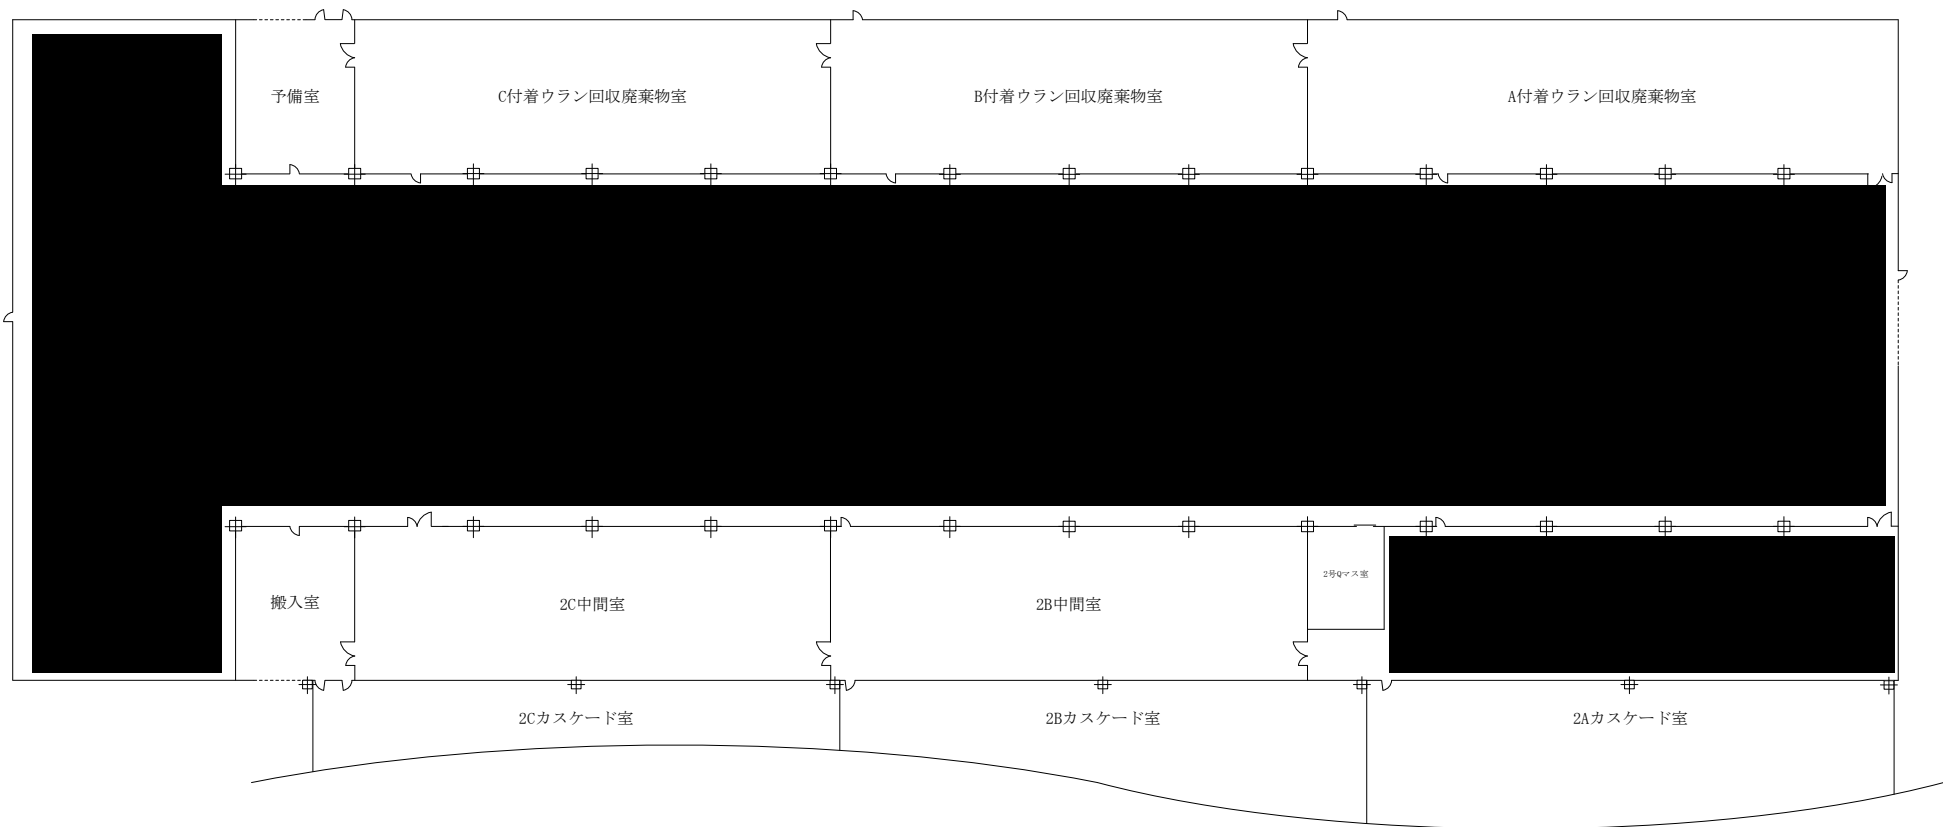 予備室
C付着ウラン回収廃棄物室
B付着ウラン回収廃棄物室
A付着ウラン回収廃棄物室
搬入室
2C中間室
2B中間室
2号Qマス室
2Cカスケード室
2Bカスケード室
2Aカスケード室